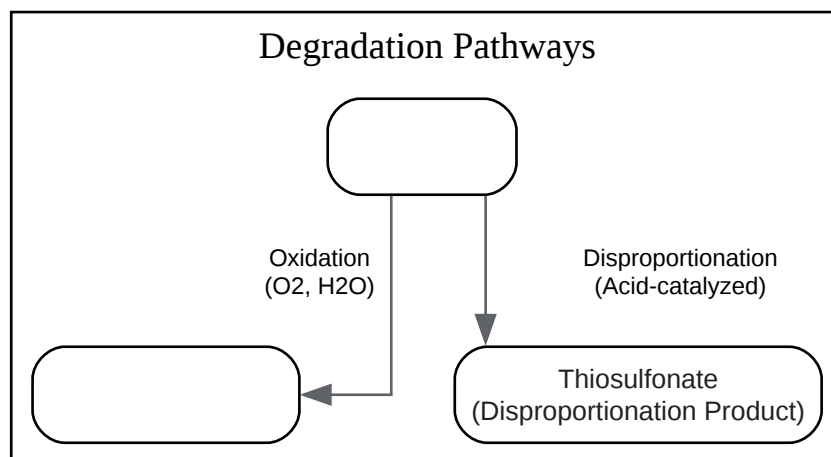 Degradation Pathways
Oxidation
(O2, H2O)
Disproportionation
(Acid-catalyzed)
Thiosulfonate
(Disproportionation Product)